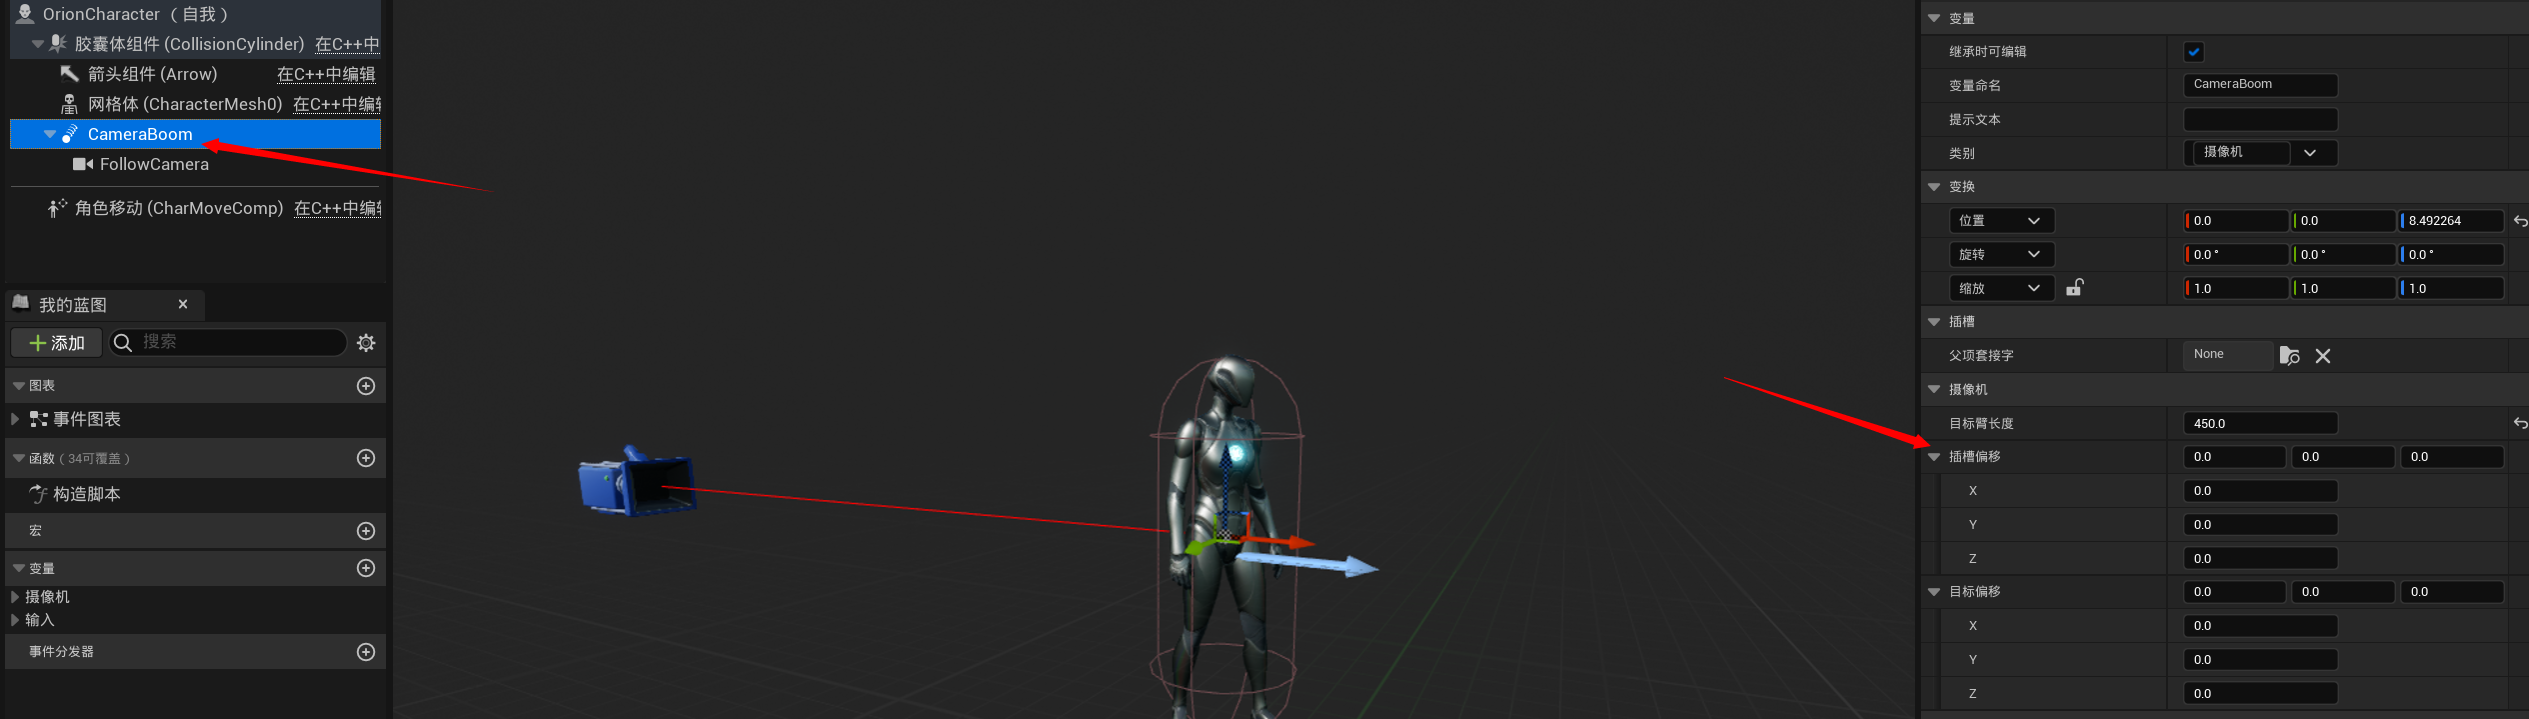 OrionCharacter （自我）
胶囊体组件 (CollisionCylinder) 在C++中
箭头组件 (Arrow) 在C++中编辑
网格体 (CharacterMesh0) 在C++中编
CameraBoom
FollowCamera
角色移动 (CharMoveComp) 在C++中编
我的蓝图
添加 搜索
图表
事件图表
函数（34可覆盖）
构造脚本
宏
变量
摄像机
输入
事件分发器
变量
继承时可编辑
变量命名 CameraBoom
提示文本
类别 摄像机
变换
位置 0.0 0.0 8.492264
旋转 0.0° 0.0° 0.0°
缩放 1.0 1.0 1.0
插槽
父项套接字 None
摄像机
目标臂长度 450.0
插槽偏移 0.0 0.0 0.0
X 0.0
Y 0.0
Z 0.0
目标偏移 0.0 0.0 0.0
X 0.0
Y 0.0
Z 0.0